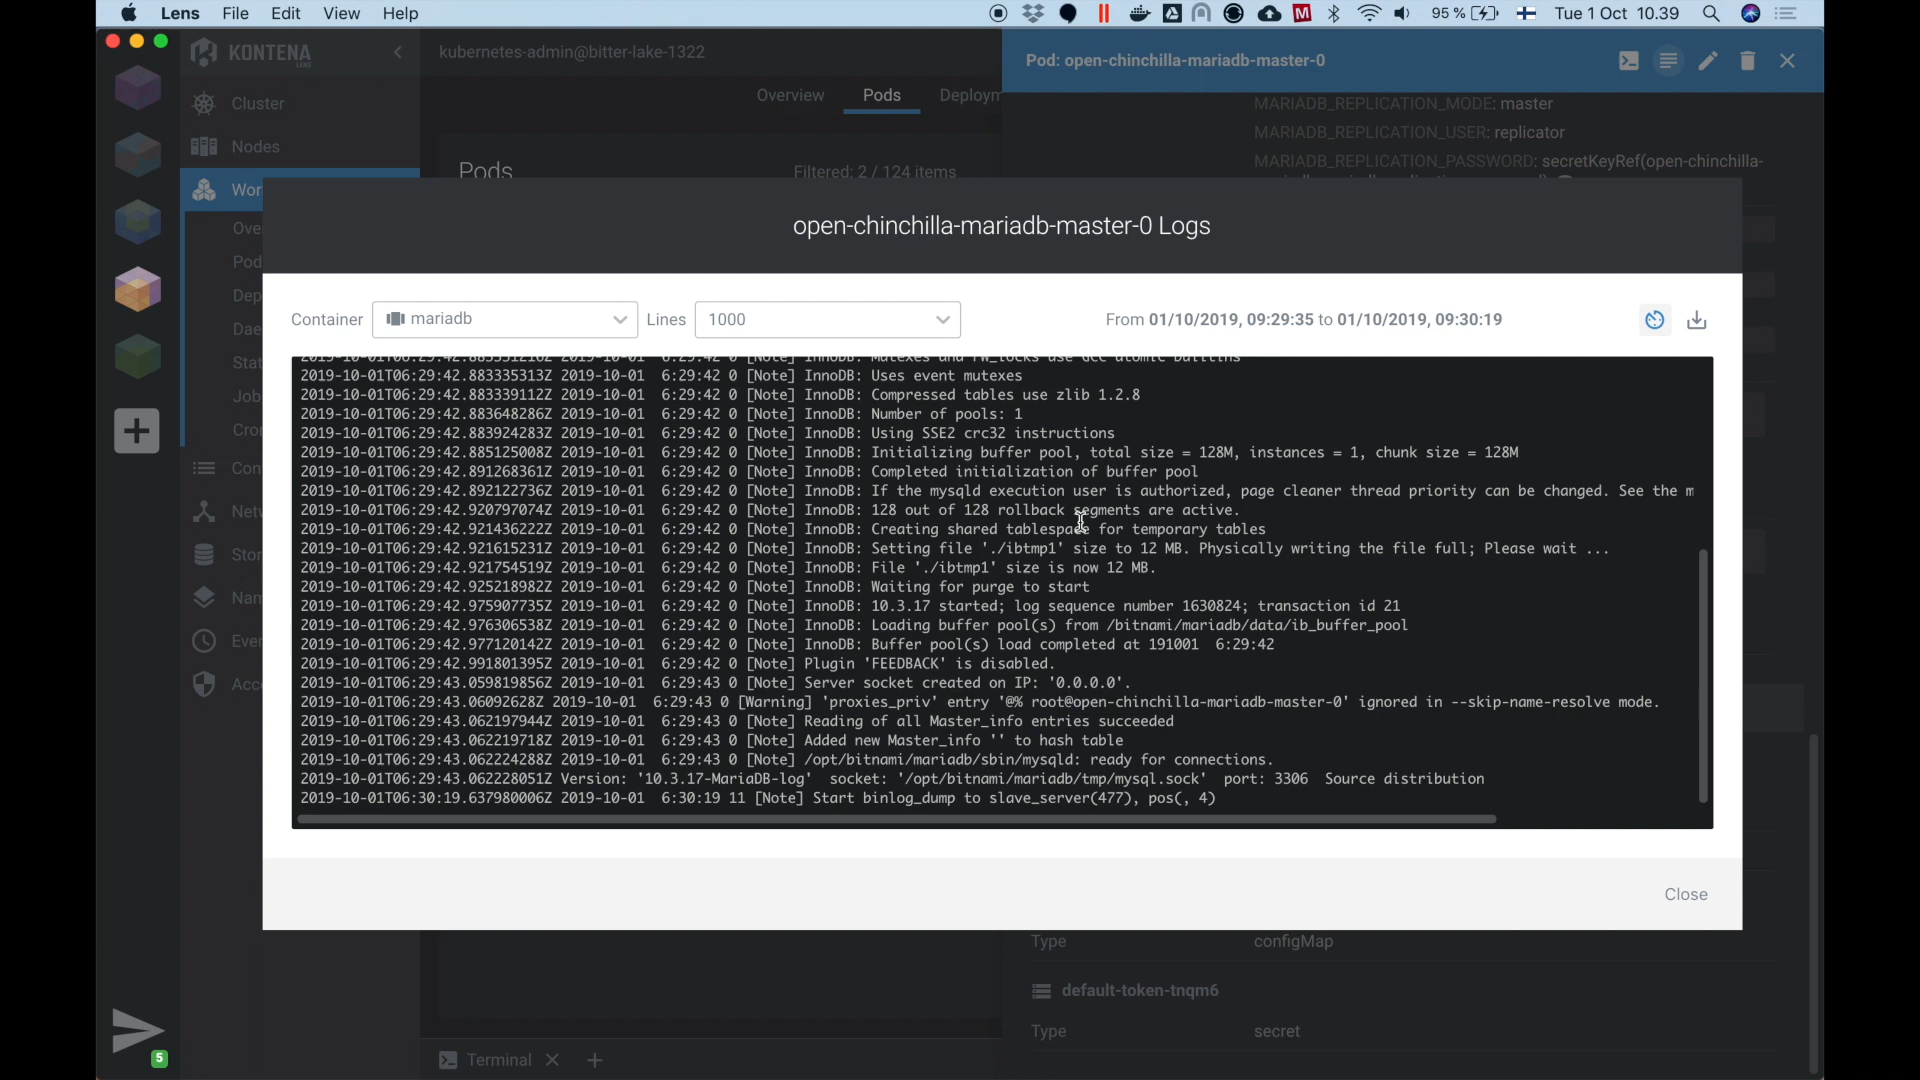 Lens File Edit View Help
95 % Tue 1 Oct 10.39
KONTENA
LENS
kubernetes-admin@bitter-lake-1322
Pod: open-chinchilla-mariadb-master-0
Cluster
Overview Pods Deploym
MARIADB_REPLICATION_MODE: master
MARIADB_REPLICATION_USER: replicator
Nodes
MARIADB_REPLICATION_PASSWORD: secretKeyRef(open-chinchilla-
Pods
Filtered: 2 / 124 items
Wor
Ove
Pod
Dep
Dae
Stat
Job
Cro
Con
Netv
Stor
Nam
Eve
Acc
open-chinchilla-mariadb-master-0 Logs
Container mariadb Lines 1000 From 01/10/2019, 09:29:35 to 01/10/2019, 09:30:19
2019-10-01T06:29:42.883335313Z 2019-10-01 6:29:42 0 [Note] InnoDB: Uses event mutexes
2019-10-01T06:29:42.883339112Z 2019-10-01 6:29:42 0 [Note] InnoDB: Compressed tables use zlib 1.2.8
2019-10-01T06:29:42.883648286Z 2019-10-01 6:29:42 0 [Note] InnoDB: Number of pools: 1
2019-10-01T06:29:42.883924283Z 2019-10-01 6:29:42 0 [Note] InnoDB: Using SSE2 crc32 instructions
2019-10-01T06:29:42.885125008Z 2019-10-01 6:29:42 0 [Note] InnoDB: Initializing buffer pool, total size = 128M, instances = 1, chunk size = 128M
2019-10-01T06:29:42.891268361Z 2019-10-01 6:29:42 0 [Note] InnoDB: Completed initialization of buffer pool
2019-10-01T06:29:42.892122736Z 2019-10-01 6:29:42 0 [Note] InnoDB: If the mysqld execution user is authorized, page cleaner thread priority can be changed. See the m
2019-10-01T06:29:42.920797074Z 2019-10-01 6:29:42 0 [Note] InnoDB: 128 out of 128 rollback segments are active.
2019-10-01T06:29:42.921436222Z 2019-10-01 6:29:42 0 [Note] InnoDB: Creating shared tablespace for temporary tables
2019-10-01T06:29:42.921615231Z 2019-10-01 6:29:42 0 [Note] InnoDB: Setting file './ibtmp1' size to 12 MB. Physically writing the file full; Please wait ...
2019-10-01T06:29:42.921754519Z 2019-10-01 6:29:42 0 [Note] InnoDB: File './ibtmp1' size is now 12 MB.
2019-10-01T06:29:42.925218982Z 2019-10-01 6:29:42 0 [Note] InnoDB: Waiting for purge to start
2019-10-01T06:29:42.975907735Z 2019-10-01 6:29:42 0 [Note] InnoDB: 10.3.17 started; log sequence number 1630824; transaction id 21
2019-10-01T06:29:42.976306538Z 2019-10-01 6:29:42 0 [Note] InnoDB: Loading buffer pool(s) from /bitnami/mariadb/data/ib_buffer_pool
2019-10-01T06:29:42.977120142Z 2019-10-01 6:29:42 0 [Note] InnoDB: Buffer pool(s) load completed at 191001 6:29:42
2019-10-01T06:29:42.991801395Z 2019-10-01 6:29:42 0 [Note] Plugin 'FEEDBACK' is disabled.
2019-10-01T06:29:43.059819856Z 2019-10-01 6:29:43 0 [Note] Server socket created on IP: '0.0.0.0'.
2019-10-01T06:29:43.06092628Z 2019-10-01 6:29:43 0 [Warning] 'proxies_priv' entry '@% root@open-chinchilla-mariadb-master-0' ignored in --skip-name-resolve mode.
2019-10-01T06:29:43.062197944Z 2019-10-01 6:29:43 0 [Note] Reading of all Master_info entries succeeded
2019-10-01T06:29:43.062219718Z 2019-10-01 6:29:43 0 [Note] Added new Master_info '' to hash table
2019-10-01T06:29:43.062224288Z 2019-10-01 6:29:43 0 [Note] /opt/bitnami/mariadb/sbin/mysqld: ready for connections.
2019-10-01T06:29:43.062228051Z Version: '10.3.17-MariaDB-log' socket: '/opt/bitnami/mariadb/tmp/mysql.sock' port: 3306 Source distribution
2019-10-01T06:30:19.637980006Z 2019-10-01 6:30:19 11 [Note] Start binlog_dump to slave_server(477), pos(, 4)
Close
Type configMap
default-token-tnqm6
Type secret
5
Terminal